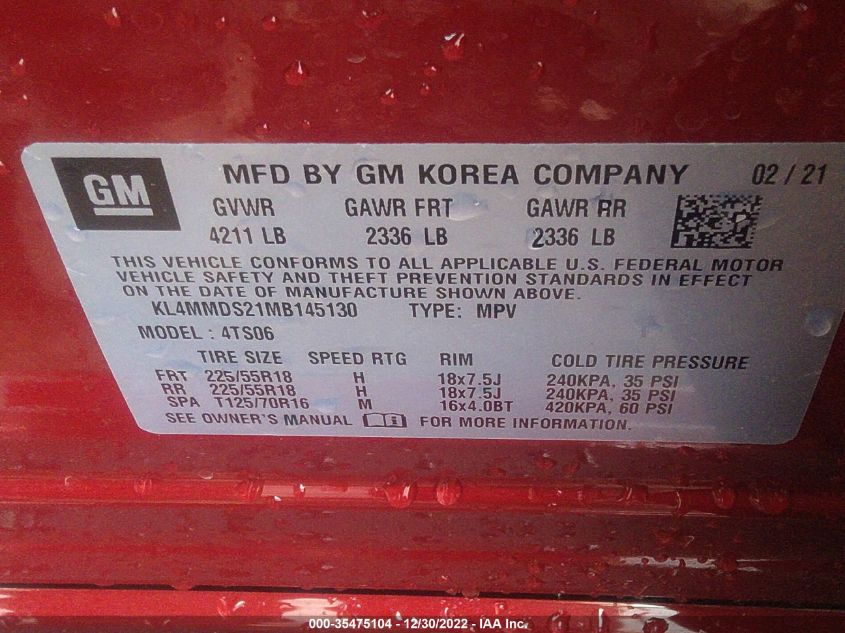 GM
MFD BY GM KOREA COMPANY 02 / 21
GVWR GAWR FRT GAWR RR
4211 LB 2336 LB 2336 LB
THIS VEHICLE CONFORMS TO ALL APPLICABLE U.S. FEDERAL MOTOR
VEHICLE SAFETY AND THEFT PREVENTION STANDARDS IN EFFECT
ON THE DATE OF MANUFACTURE SHOWN ABOVE.
KL4MMDS21MB145130 TYPE: MPV
MODEL : 4TS06
TIRE SIZE SPEED RTG RIM COLD TIRE PRESSURE
FRT 225/55R18 H 18x7.5J 240KPA, 35 PSI
RR 225/55R18 H 18x7.5J 240KPA, 35 PSI
SPA T125/70R16 M 16x4.0BT 420KPA, 60 PSI
SEE OWNER'S MANUAL FOR MORE INFORMATION.
000-35475104 - 12/30/2022 - IAA Inc.